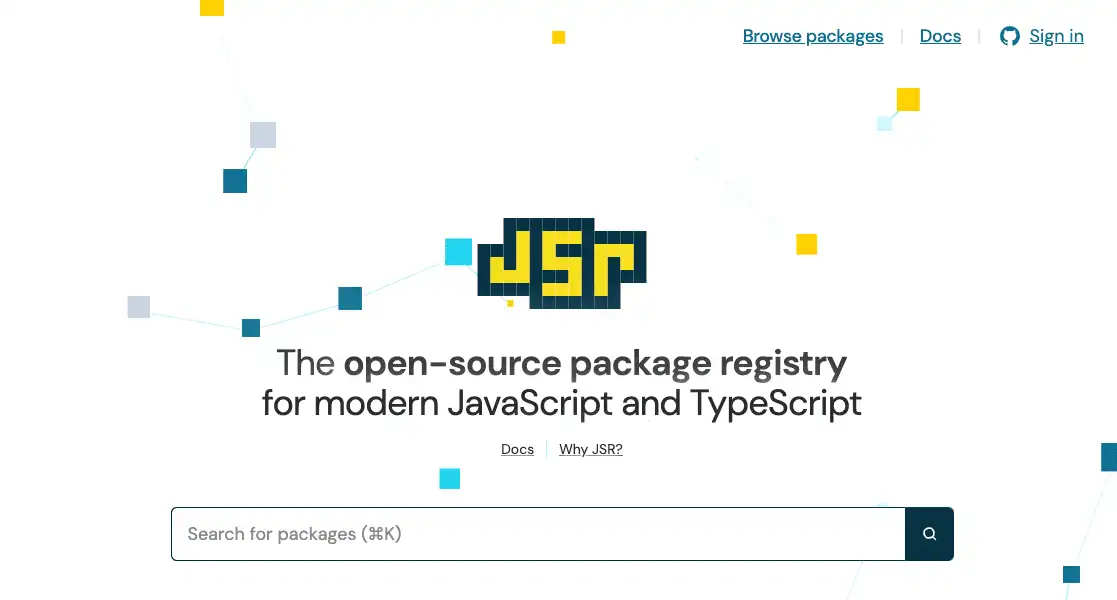 Browse packages | Docs | Sign in
JSr
The open-source package registry
for modern JavaScript and TypeScript
Docs | Why JSR?
Search for packages (⌘K)